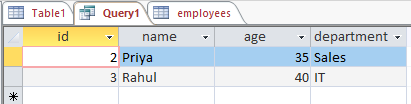 Table1 Query1 employees
id name age department
2 Priya 35 Sales
3 Rahul 40 IT